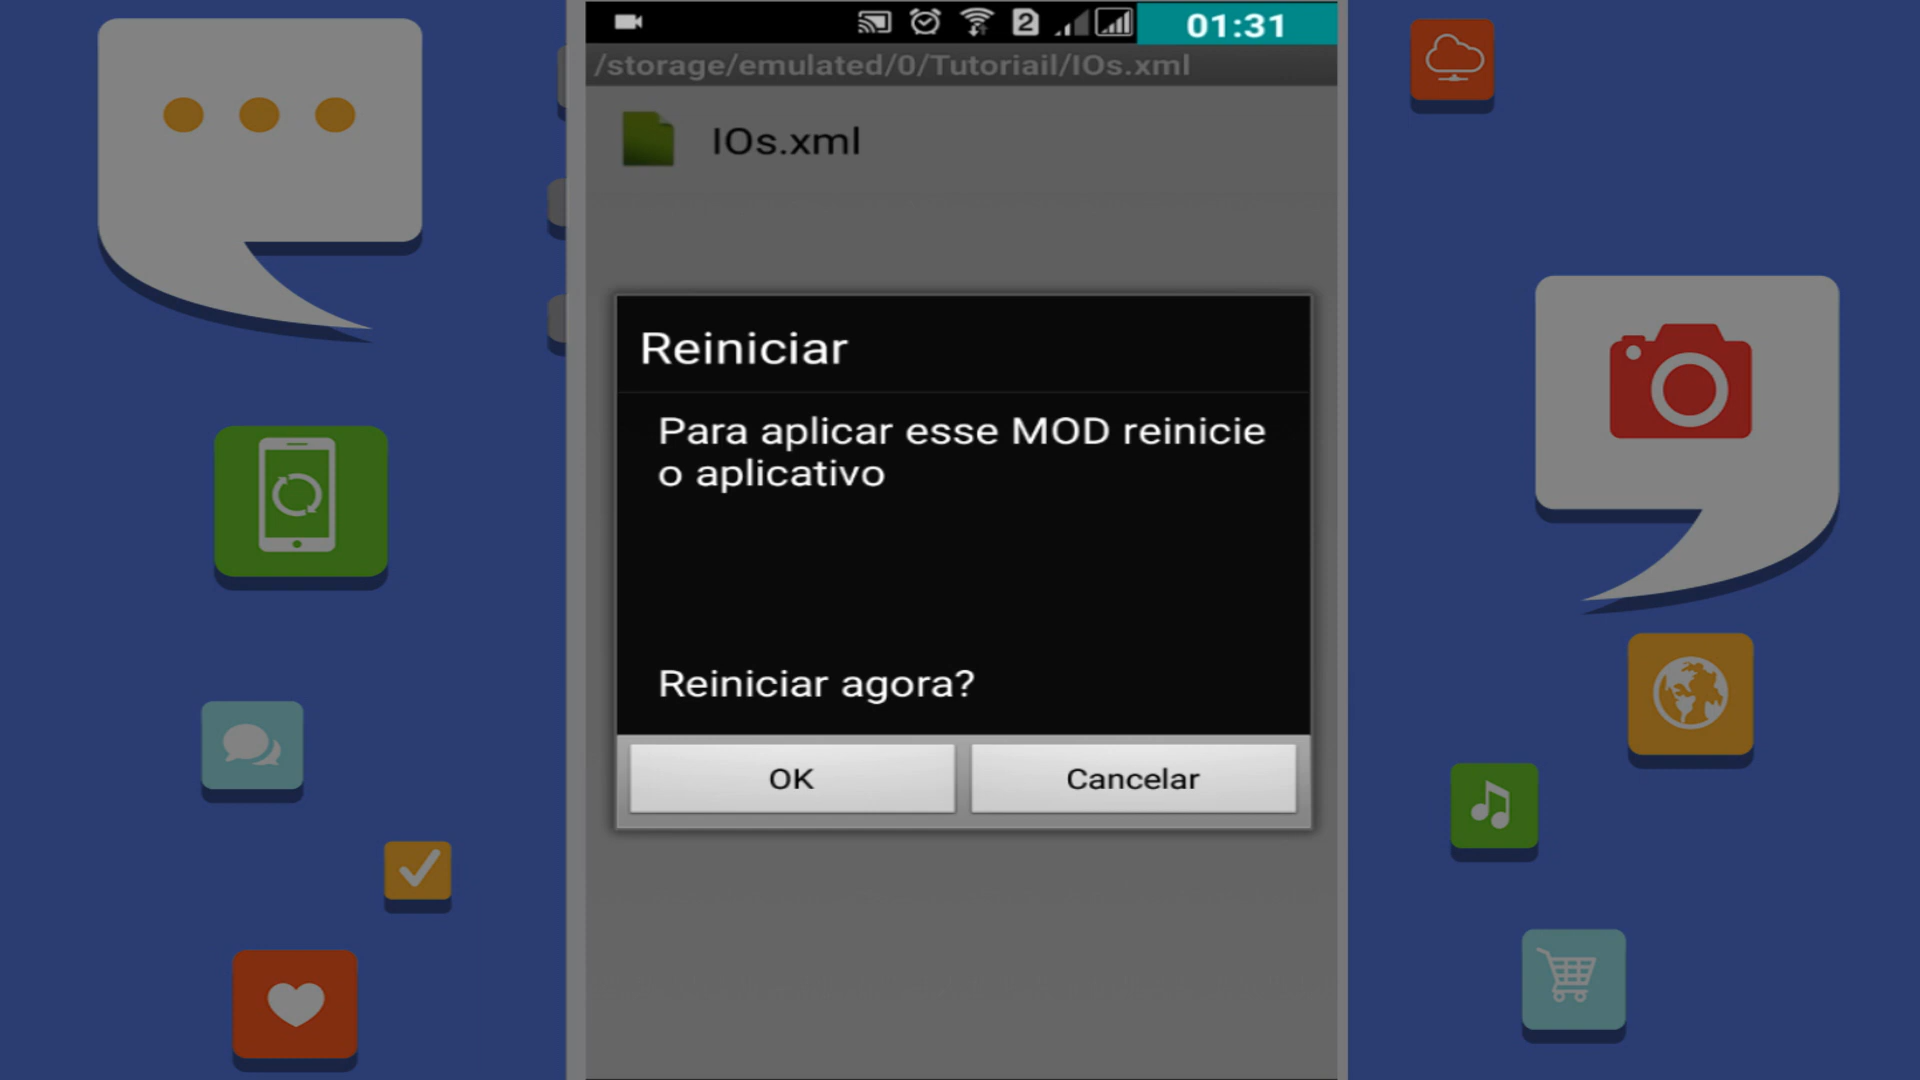 2
01:31
/storage/emulated/0/Tutoriail/IOs.xml
IOs.xml
Reiniciar
Para aplicar esse MOD reinicie
o aplicativo
Reiniciar agora?
OK
Cancelar